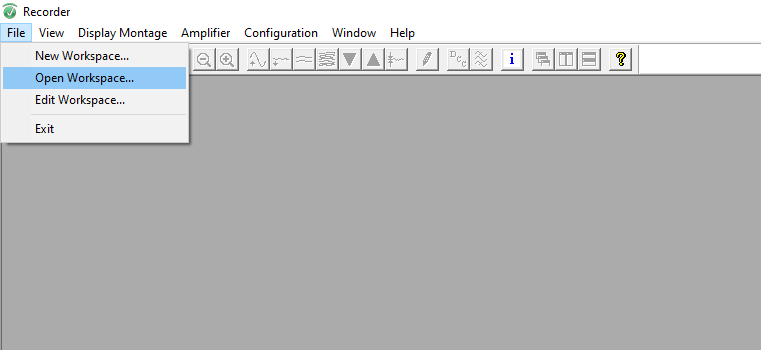 Recorder
File View Display Montage Amplifier Configuration Window Help
New Workspace...
Open Workspace...
Edit Workspace...
Exit
D C C i ?